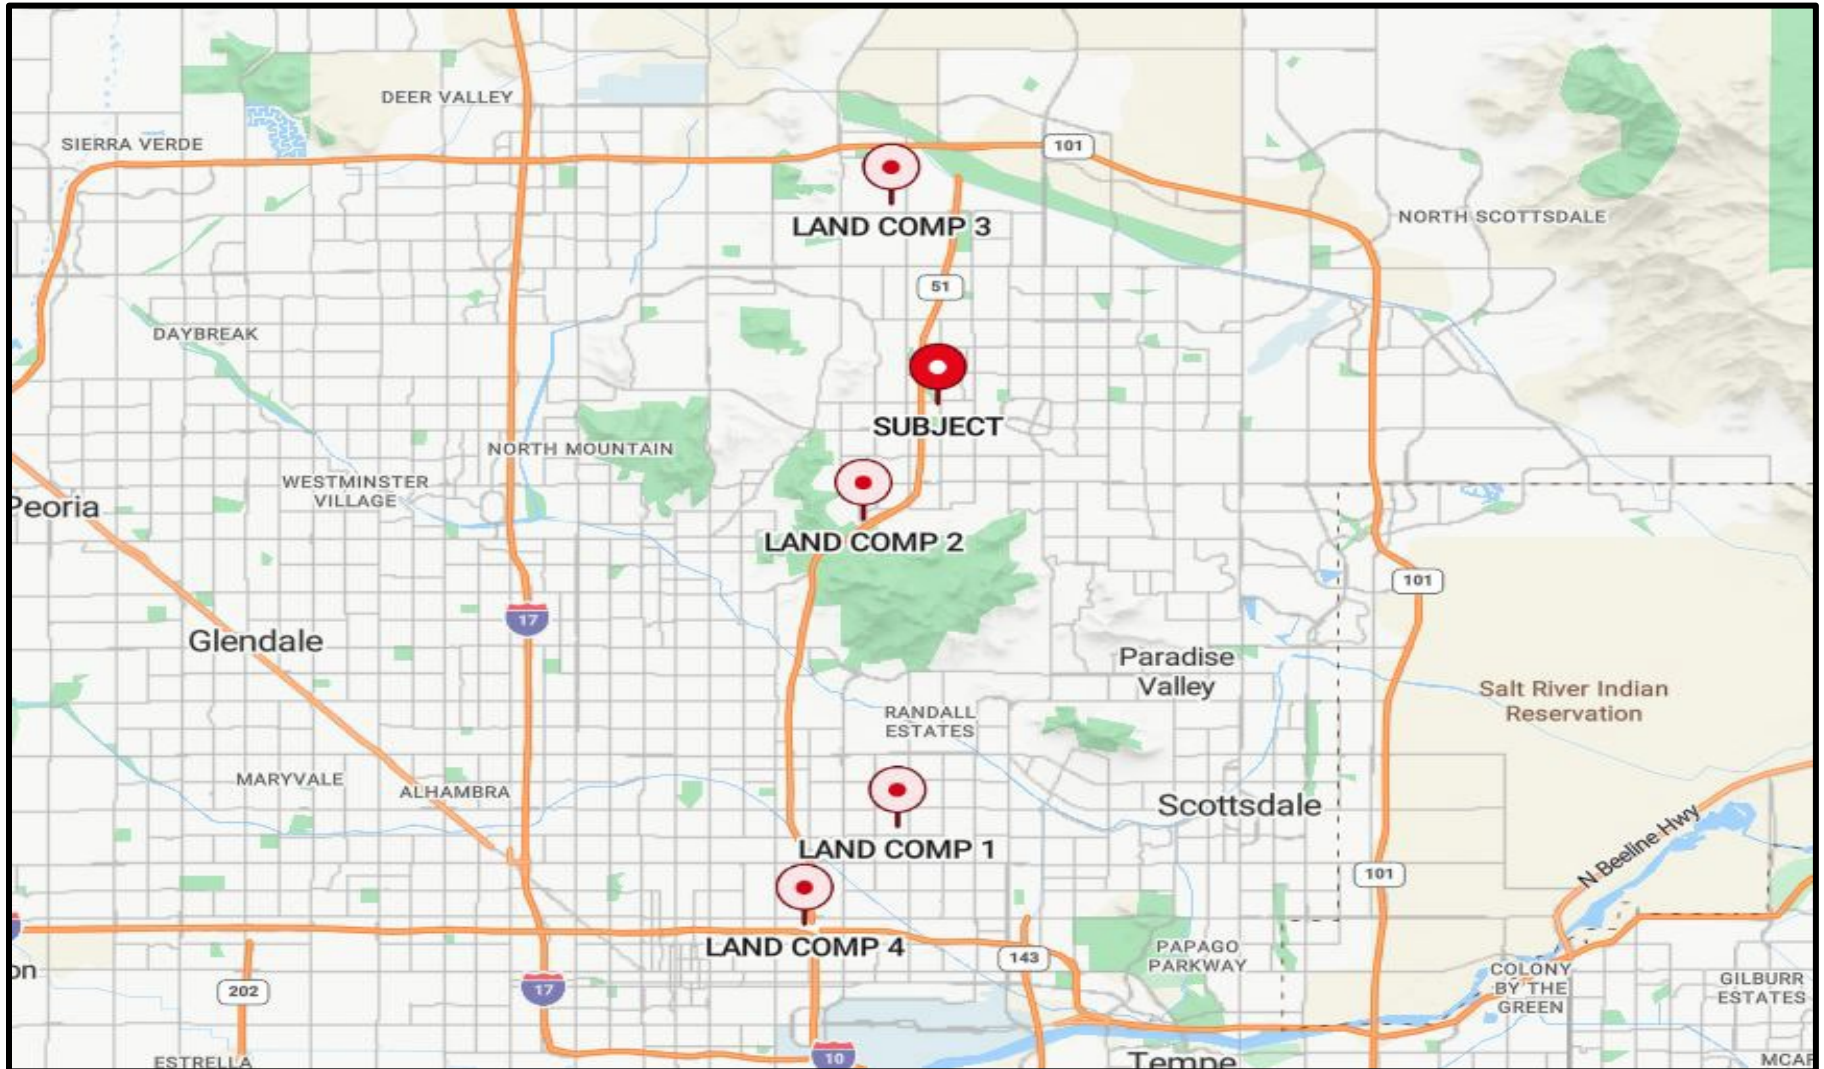 DEER VALLEY
SIERRA VERDE
101
LAND COMP 3
NORTH SCOTTSDALE
51
DAYBREAK
SUBJECT
NORTH MOUNTAIN
WESTMINSTER
VILLAGE
Peoria
LAND COMP 2
101
17
Glendale
Paradise
Valley
Salt River Indian
Reservation
RANDALL
ESTATES
MARYVALE
ALHAMBRA
Scottsdale
N Beeline Hwy
LAND COMP 1
101
LAND COMP 4
PAPAGO
PARKWAY
143
on
COLONY
BY THE
GREEN
GILBURR
ESTATES
202
17
10
ESTRELLA
Tempe
MCAF